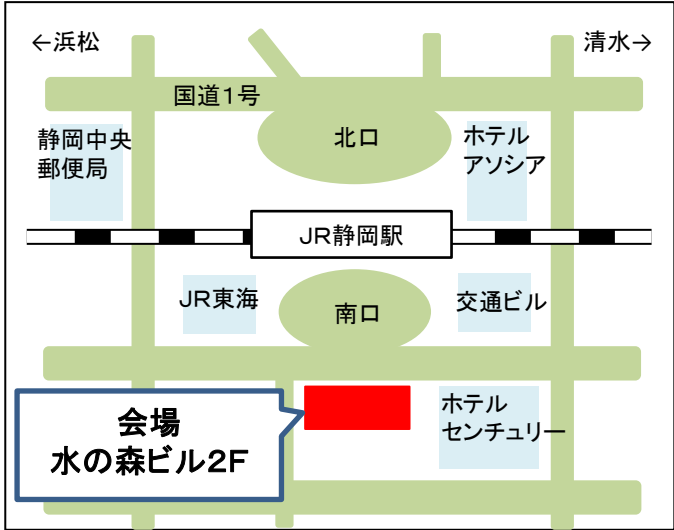 ←浜松
清水→
国道1号
静岡中央
郵便局
北口
ホテル
アソシア
JR静岡駅
JR東海
南口
交通ビル
会場
水の森ビル2F
ホテル
センチュリー